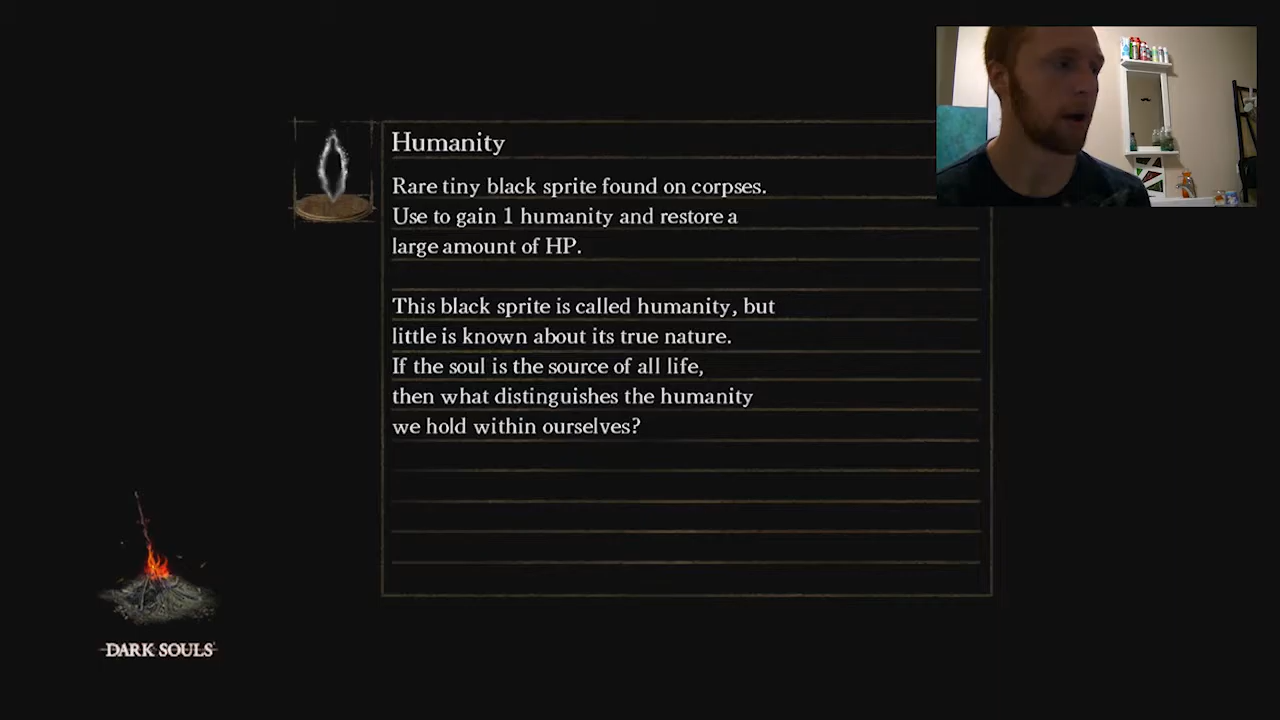 Humanity
Rare tiny black sprite found on corpses.
Use to gain 1 humanity and restore a
large amount of HP.
This black sprite is called humanity, but
little is known about its true nature.
If the soul is the source of all life,
then what distinguishes the humanity
we hold within ourselves?
DARK SOULS